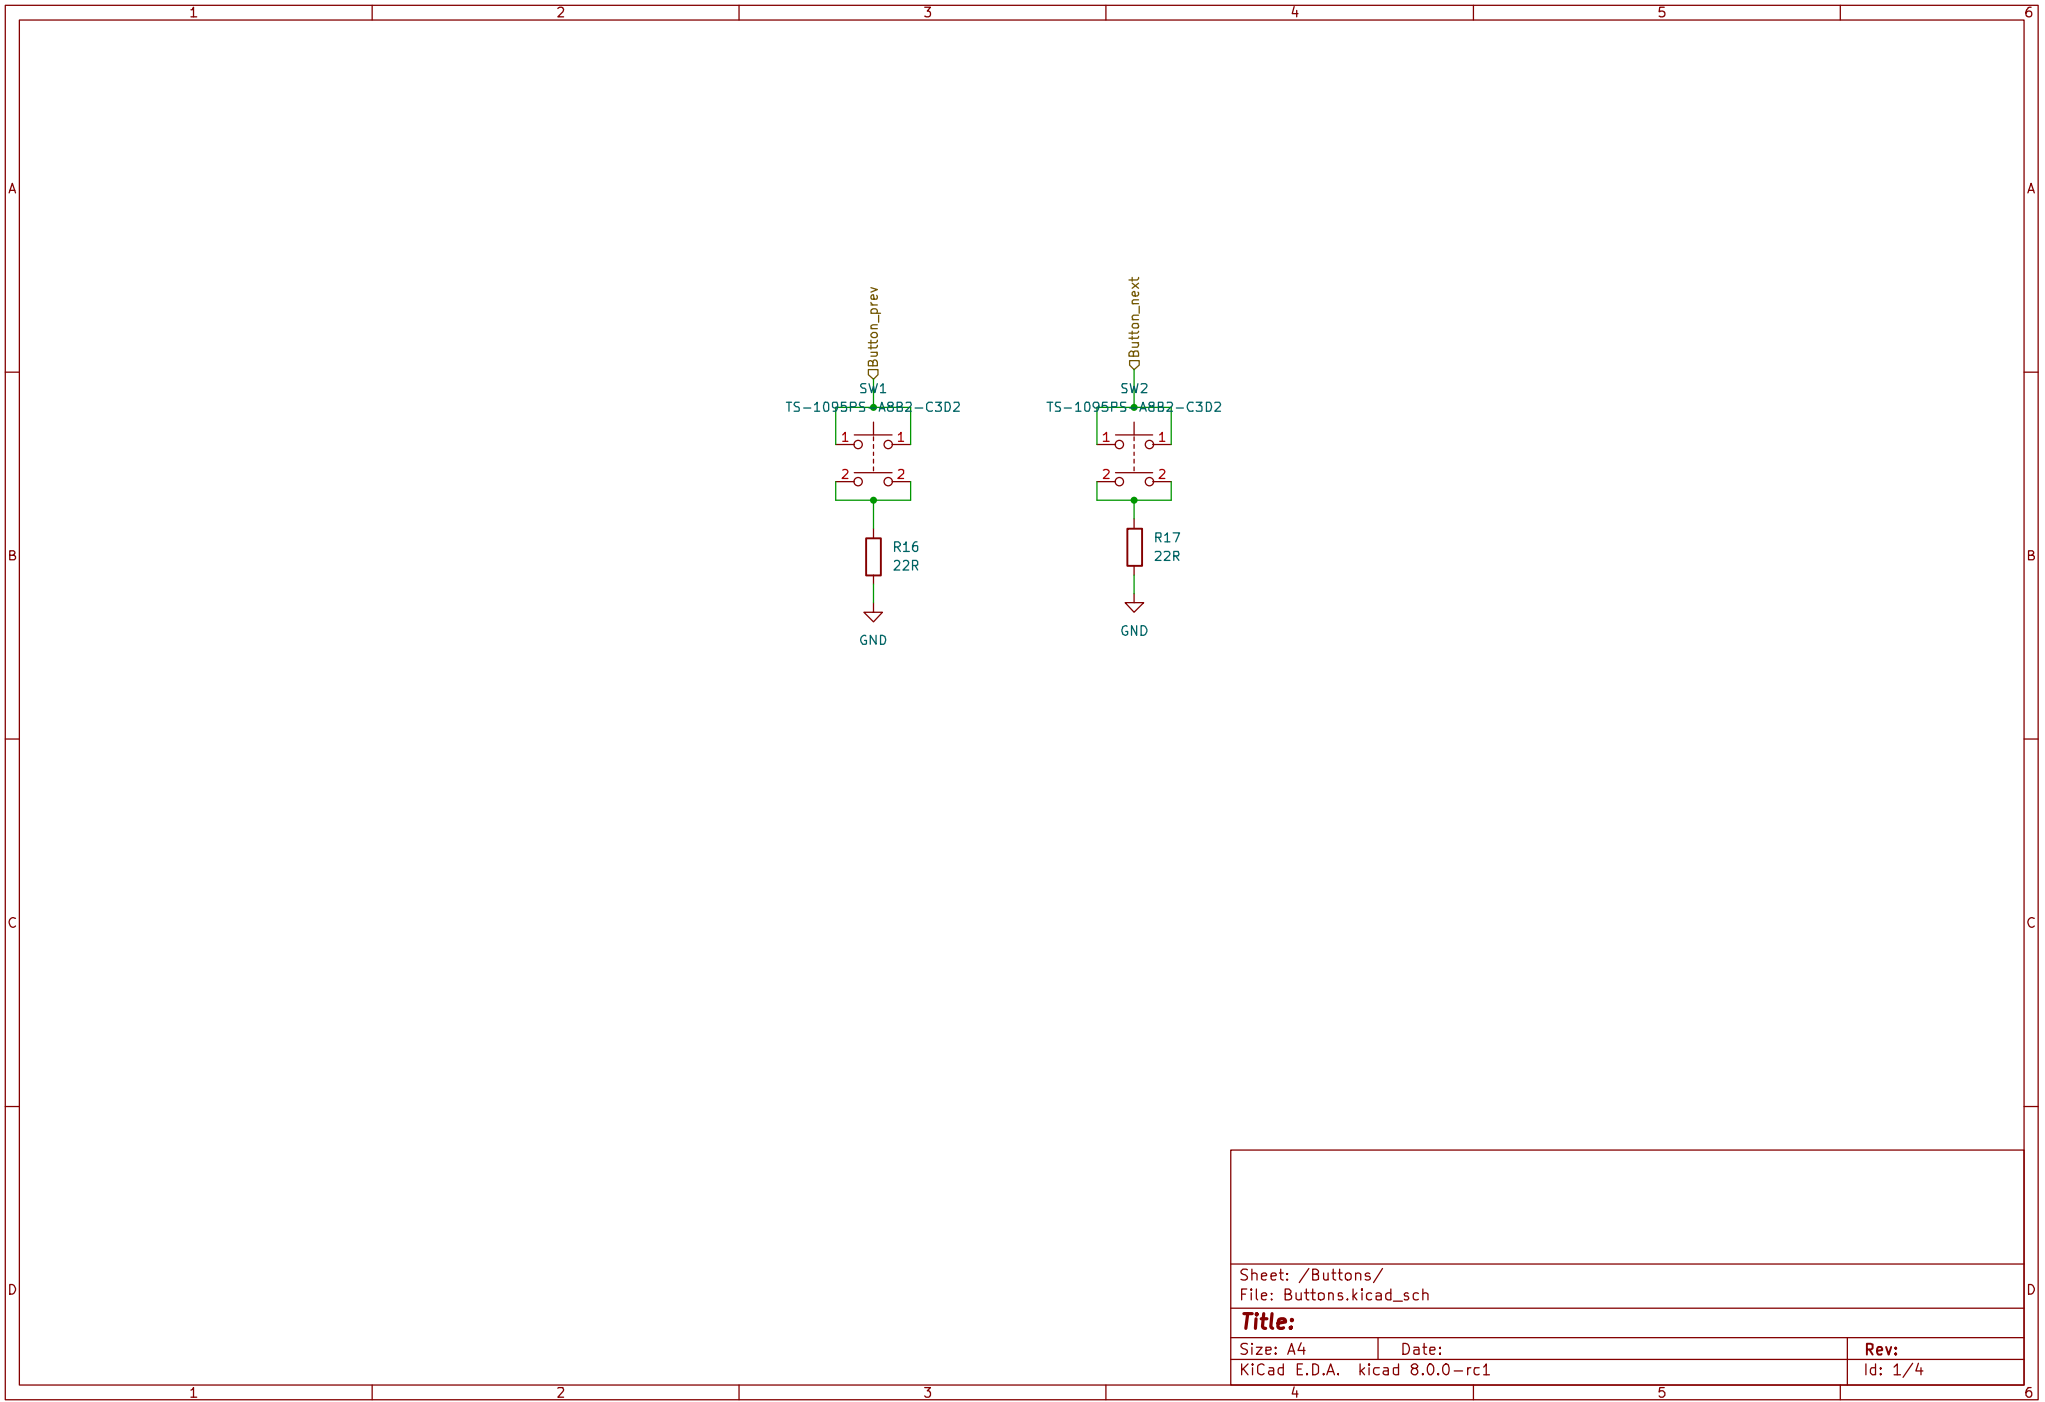 1 2 3 4 5 6
A A
Button_prev
Button_next
SW1
SW2
TS-1095PS-A8B2-C3D2
TS-1095PS-A8B2-C3D2
1 1
1 1
2 2
2 2
R16
22R
R17
22R
B B
GND
GND
C C
Sheet: /Buttons/
File: Buttons.kicad_sch
D D
Title:
Size: A4
Date:
Rev:
KiCad E.D.A. kicad 8.0.0-rc1
Id: 1/4
1 2 3 4 5 6